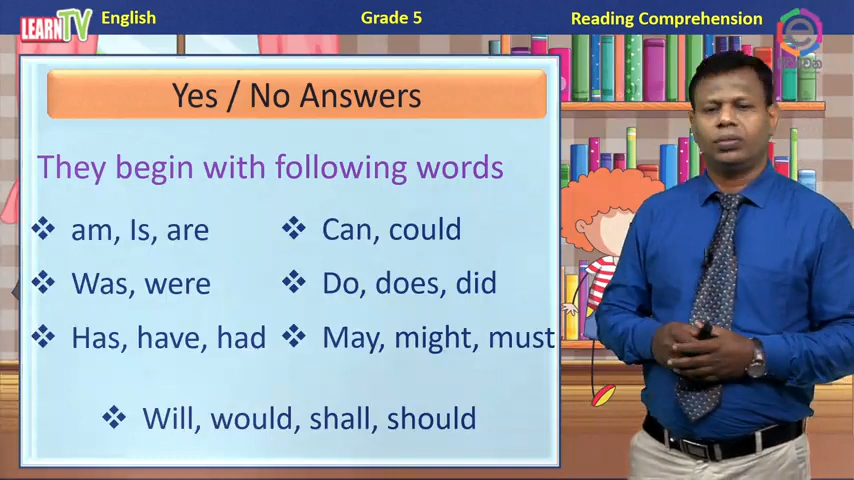 LEARN TV
English
Grade 5
Reading Comprehension
Yes / No Answers
They begin with following words
❖ am, Is, are
❖ Can, could
❖ Was, were
❖ Do, does, did
❖ Has, have, had
❖ May, might, must
❖ Will, would, shall, should